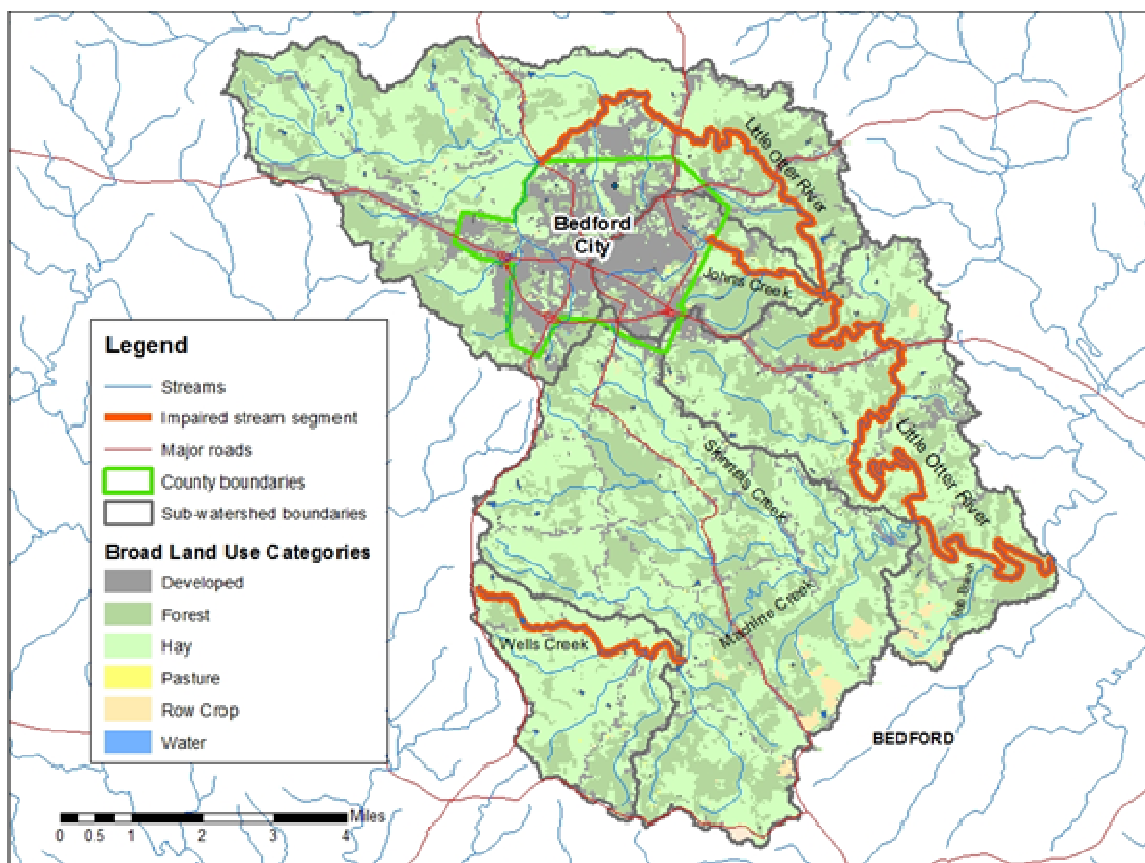 Little Otter River
Bedford
City
Johns Creek
Legend
Streams
Impaired stream segment
Major roads
County boundaries
Sub-watershed boundaries
Broad Land Use Categories
Developed
Forest
Hay
Pasture
Row Crop
Water
Little Otter River
Skinnels Creek
Machine Creek
Wells Creek
BEDFORD
Miles
0 0.5 1 2 3 4